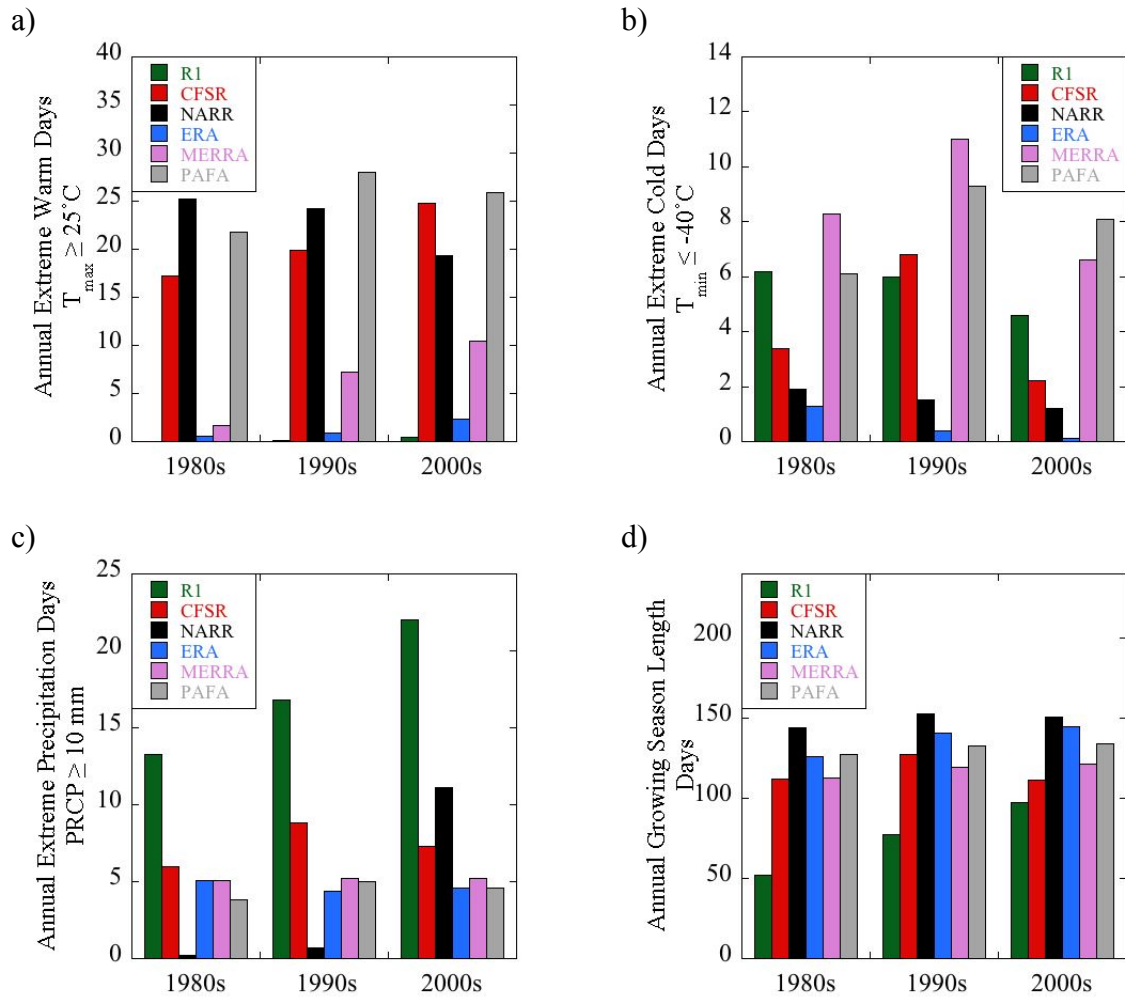 a)
Annual Extreme Warm Days
T max ≥ 25˚C
40
35
30
25
20
15
10
5
0
R1
CFSR
NARR
ERA
MERRA
PAFA
1980s 1990s 2000s
b)
Annual Extreme Cold Days
T min ≤ -40˚C
14
12
10
8
6
4
2
0
R1
CFSR
NARR
ERA
MERRA
PAFA
1980s 1990s 2000s
c)
Annual Extreme Precipitation Days
PRCP ≥ 10 mm
25
20
15
10
5
0
R1
CFSR
NARR
ERA
MERRA
PAFA
1980s 1990s 2000s
d)
Annual Growing Season Length
Days
200
150
100
50
0
R1
CFSR
NARR
ERA
MERRA
PAFA
1980s 1990s 2000s